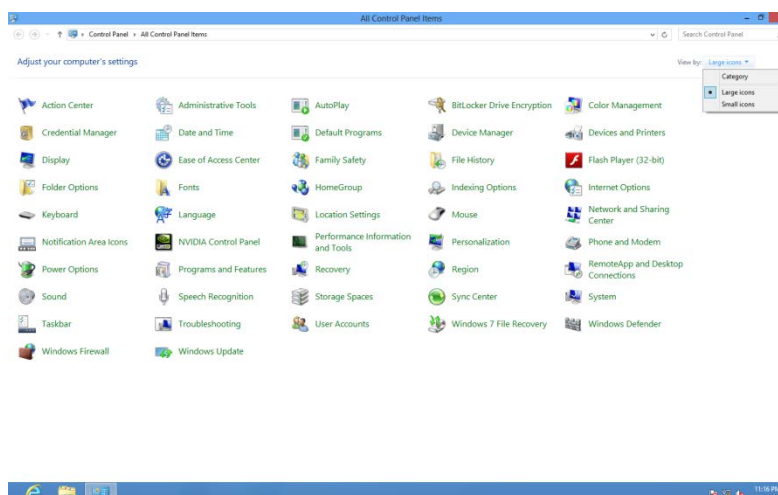 All Control Panel Items
Control Panel All Control Panel Items Search Control Panel
Adjust your computer's settings View by: Large icons
Category
Large icons
Small icons
Action Center Administrative Tools AutoPlay BitLocker Drive Encryption Color Management
Credential Manager Date and Time Default Programs Device Manager Devices and Printers
Display Ease of Access Center Family Safety File History Flash Player (32-bit)
Folder Options Fonts HomeGroup Indexing Options Internet Options
Keyboard Language Location Settings Mouse Network and Sharing
Center
Notification Area Icons NVIDIA Control Panel Performance Information
and Tools Personalization Phone and Modem
Power Options Programs and Features Recovery Region RemoteApp and Desktop
Connections
Sound Speech Recognition Storage Spaces Sync Center System
Taskbar Troubleshooting User Accounts Windows 7 File Recovery Windows Defender
Windows Firewall Windows Update
11:16 PM